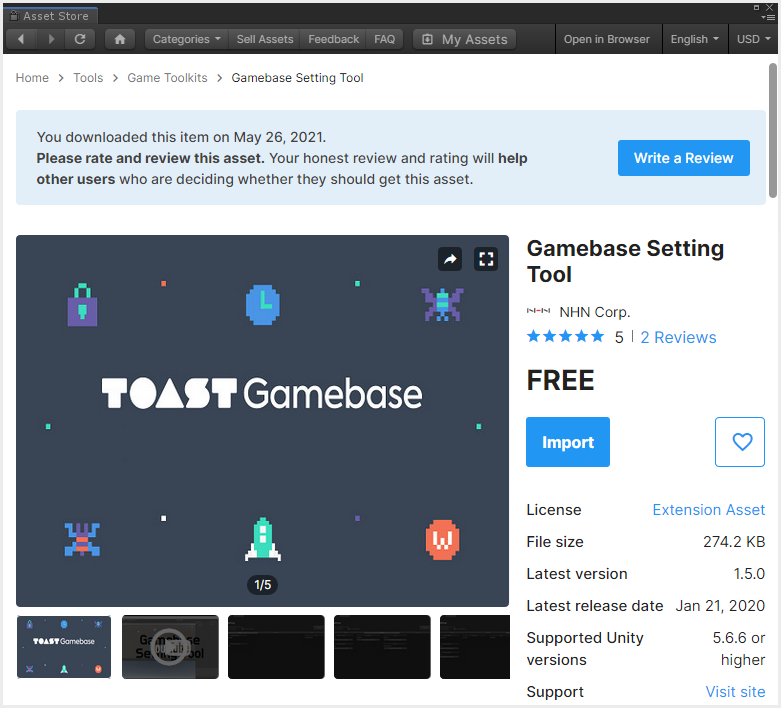 Asset Store
Categories
Sell Assets
Feedback
FAQ
My Assets
Open in Browser
English
USD
Home > Tools > Game Toolkits > Gamebase Setting Tool
You downloaded this item on May 26, 2021.
Please rate and review this asset. Your honest review and rating will help
other users who are deciding whether they should get this asset.
Write a Review
TOAST Gamebase
W
1/5
TOAST Gamebase
Gamebase
Gamebase Setting
Tool
NHN Corp.
5 | 2 Reviews
FREE
Import
License Extension Asset
File size 274.2 KB
Latest version 1.5.0
Latest release date Jan 21, 2020
Supported Unity 5.6.6 or
versions higher
Support Visit site